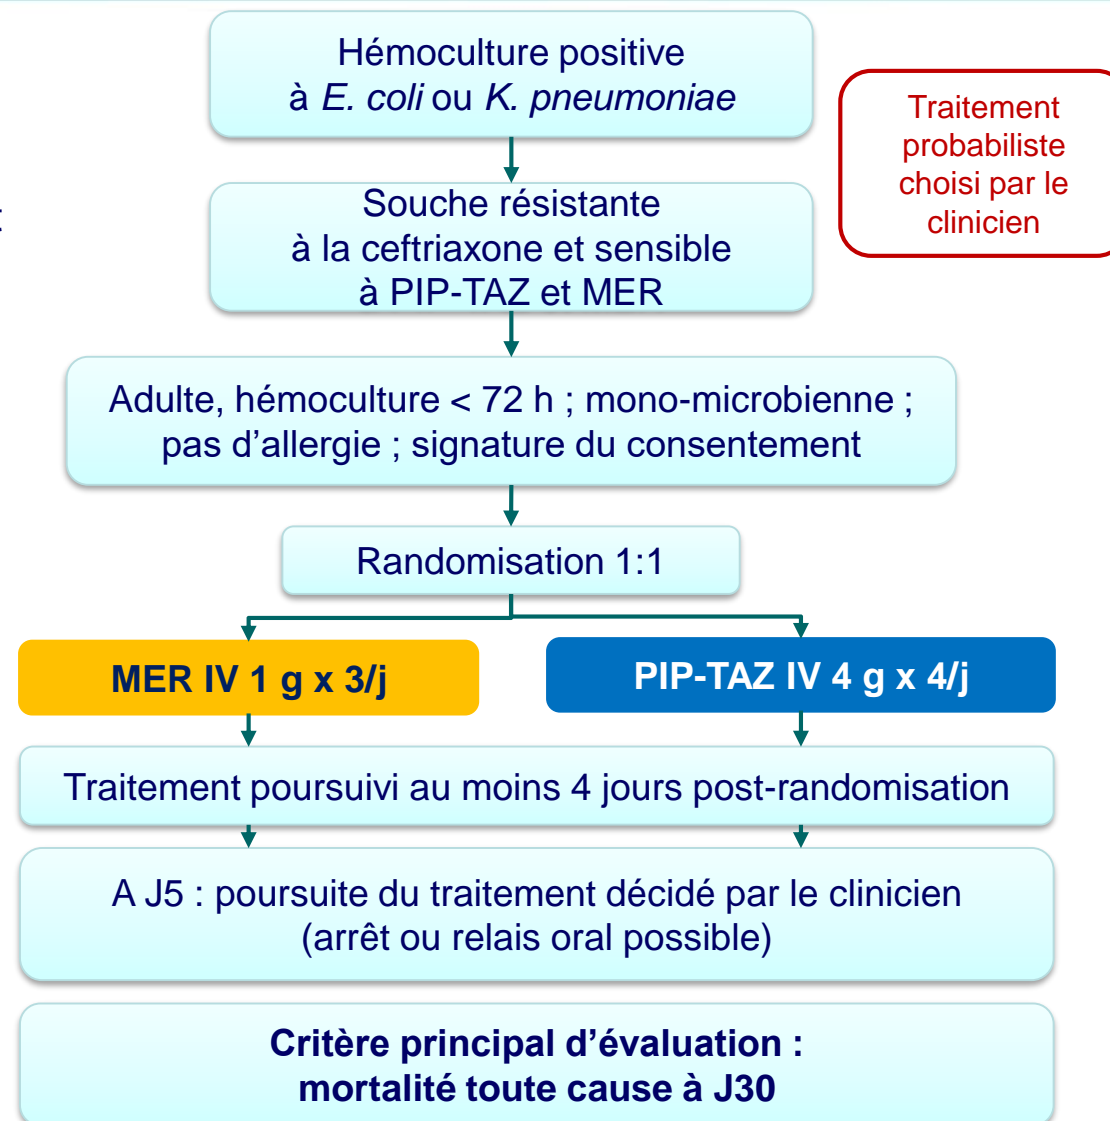 Hémoculture positive
à E. coli ou K. pneumoniae
Traitement
probabiliste
choisi par le
clinicien
Souche résistante
à la ceftriaxone et sensible
à PIP-TAZ et MER
Adulte, hémoculture < 72 h ; mono-microbienne ;
pas d’allergie ; signature du consentement
Randomisation 1:1
MER IV 1 g x 3/j
PIP-TAZ IV 4 g x 4/j
Traitement poursuivi au moins 4 jours post-randomisation
A J5 : poursuite du traitement décidé par le clinicien
(arrêt ou relais oral possible)
Critère principal d’évaluation :
mortalité toute cause à J30